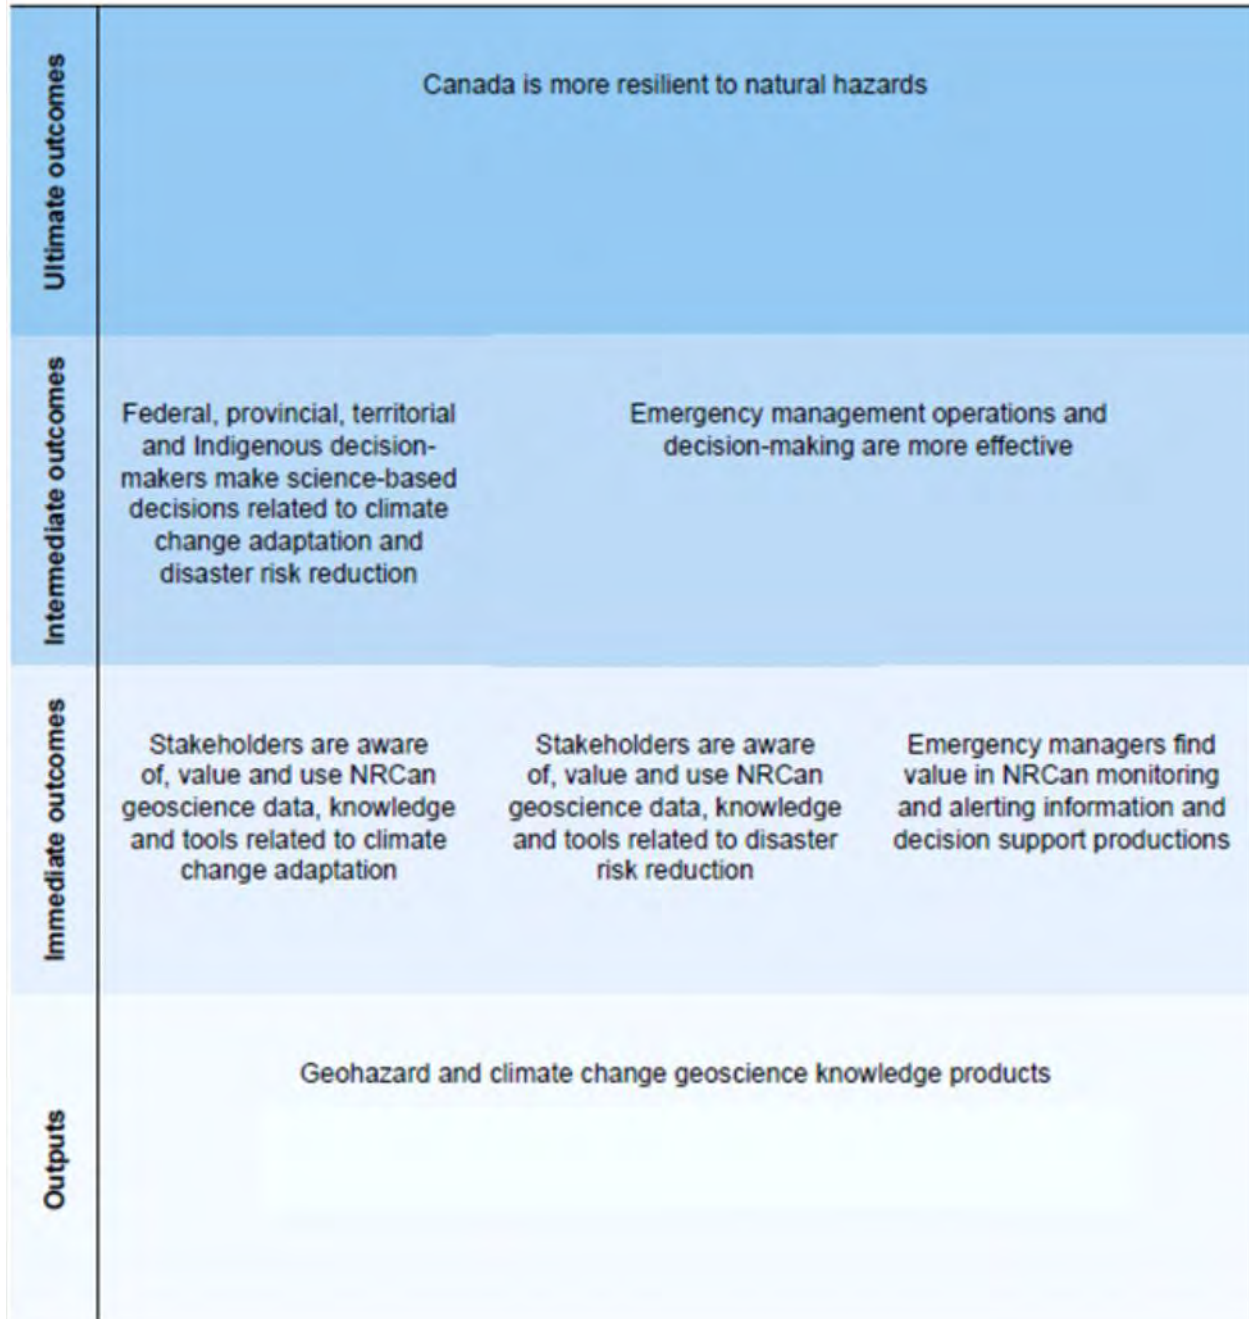 Ultimate outcomes
Canada is more resilient to natural hazards
Intermediate outcomes
Federal, provincial, territorial
and Indigenous decision-
makers make science-based
decisions related to climate
change adaptation and
disaster risk reduction
Emergency management operations and
decision-making are more effective
Immediate outcomes
Stakeholders are aware
of, value and use NRCan
geoscience data, knowledge
and tools related to climate
change adaptation
Stakeholders are aware
of, value and use NRCan
geoscience data, knowledge
and tools related to disaster
risk reduction
Emergency managers find
value in NRCan monitoring
and alerting information and
decision support productions
Outputs
Geohazard and climate change geoscience knowledge products